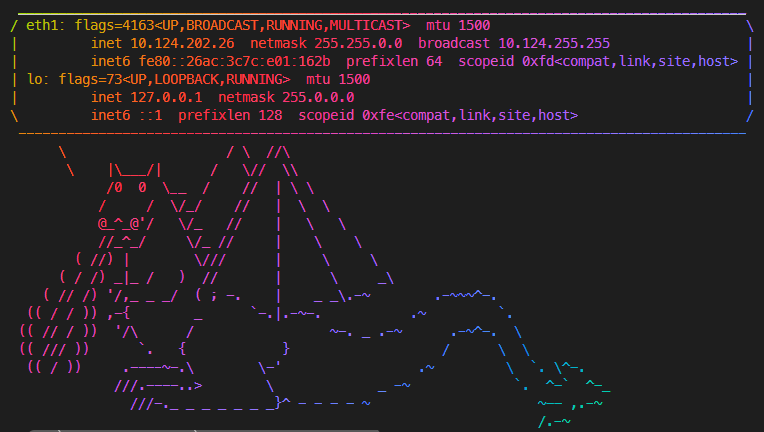 eth1: flags=4163<UP,BROADCAST,RUNNING,MULTICAST>  mtu 1500
inet 10.124.202.26  netmask 255.255.0.0  broadcast 10.124.255.255
inet6 fe80::26ac:3c7c:e01:162b  prefixlen 64  scopeid 0xfd<compat,link,site,host>
lo: flags=73<UP,LOOPBACK,RUNNING>  mtu 1500
inet 127.0.0.1  netmask 255.0.0.0
inet6 ::1  prefixlen 128  scopeid 0xfe<compat,link,site,host>